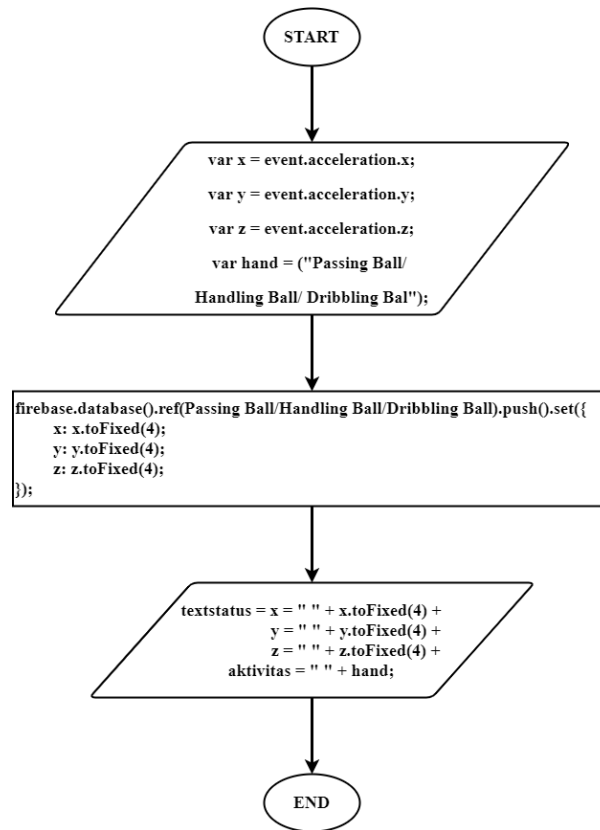 START
var x = event.acceleration.x;
var y = event.acceleration.y;
var z = event.acceleration.z;
var hand = ("Passing Ball/
Handling Ball/ Dribbling Bal");
firebase.database().ref(Passing Ball/Handling Ball/Dribbling Ball).push().set({
x: x.toFixed(4);
y: y.toFixed(4);
z: z.toFixed(4);
});
textstatus = x = " " + x.toFixed(4) +
y = " " + y.toFixed(4) +
z = " " + z.toFixed(4) +
aktivitas = " " + hand;
END